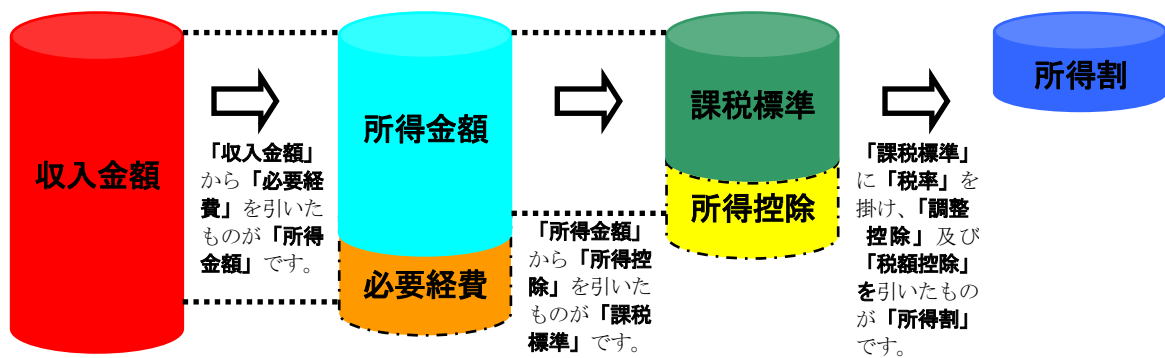 収入金額
「収入金額」
から「必要経
費」を引いた
ものが「所得
金額」です。
所得金額
必要経費
「所得金額」
から「所得控
除」を引いた
ものが「課税
標準」です。
課税標準
所得控除
「課税標準」
に「税率」を
掛け、「調整
控除」及び
「税額控除」
を引いたもの
が「所得割」
です。
所得割